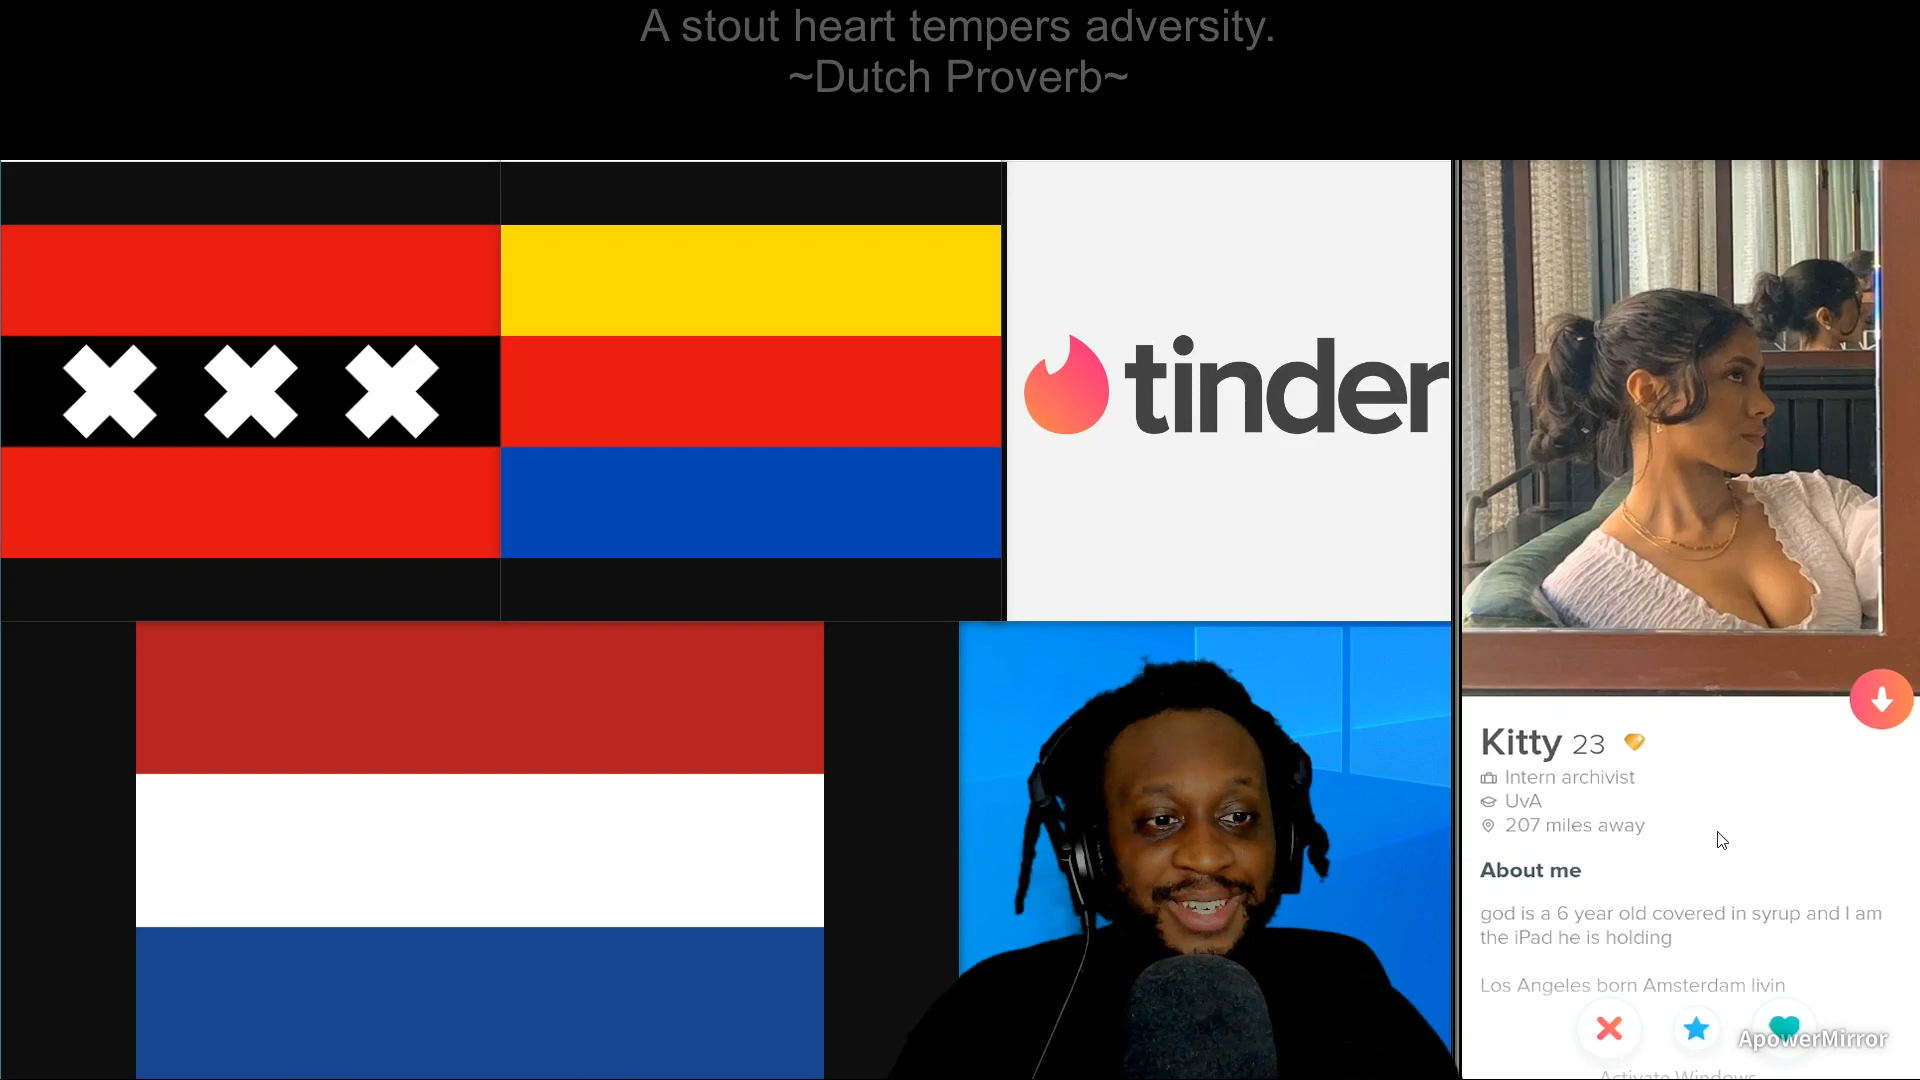 A stout heart tempers adversity.
~Dutch Proverb~
tinder
Kitty 23
Intern archivist
UvA
207 miles away
About me
god is a 6 year old covered in syrup and I am
the iPad he is holding
Los Angeles born Amsterdam livin
ApowerMirror
Activate Windows